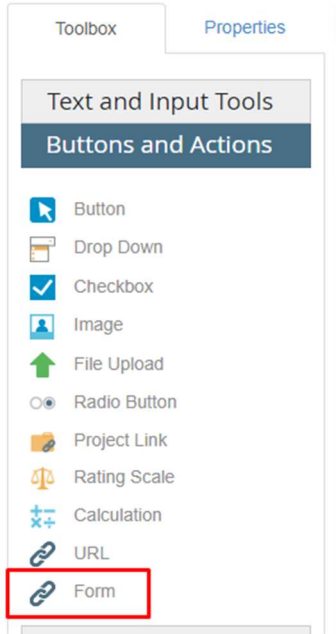 Toolbox
Properties
Text and Input Tools
Buttons and Actions
Button
Drop Down
Checkbox
Image
File Upload
Radio Button
Project Link
Rating Scale
Calculation
URL
Form